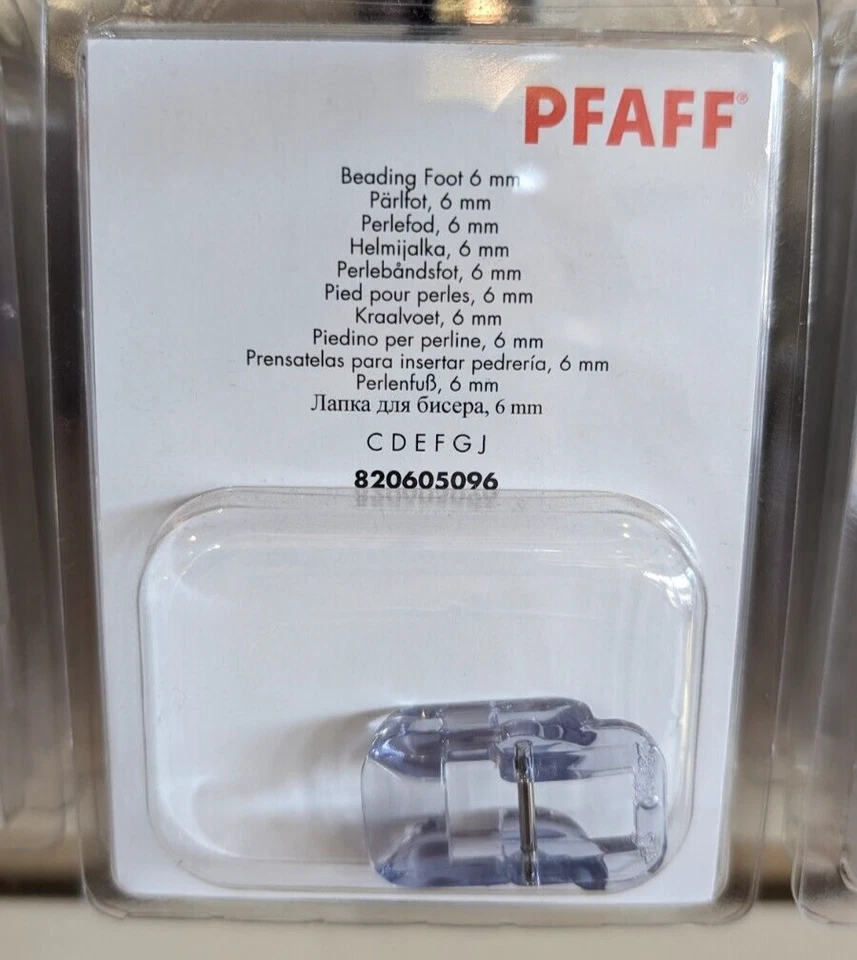 PFAFF®
Beading Foot 6 mm
Pärlfot, 6 mm
Perlefod, 6 mm
Helmijalka, 6 mm
Perlebåndsfot, 6 mm
Pied pour perles, 6 mm
Kraalvoet, 6 mm
Piedino per perline, 6 mm
Prensatelas para insertar pedrería, 6 mm
Perlenfuß, 6 mm
Лапка для бисера, 6 mm
C D E F G J
820605096